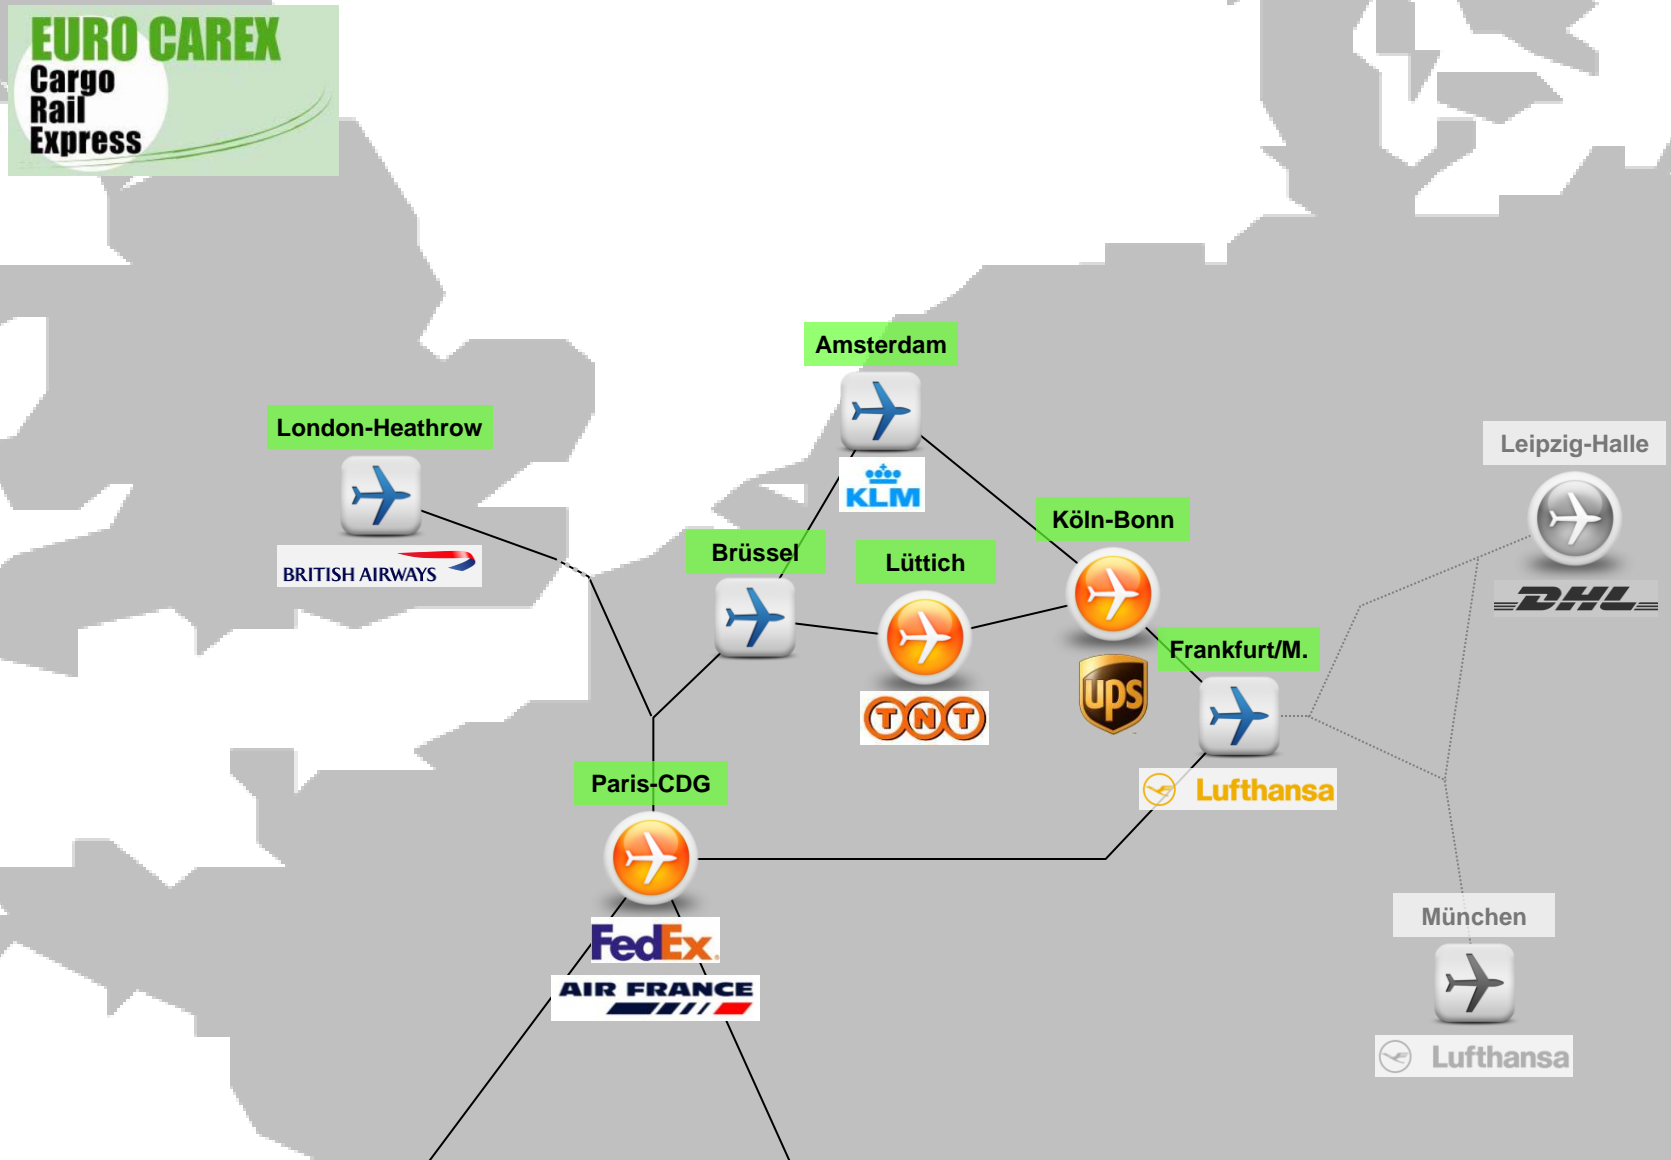 EURO CAREX
Cargo
Rail
Express
Amsterdam
KLM
London-Heathrow
BRITISH AIRWAYS
Leipzig-Halle
DHL
Köln-Bonn
ups
Brüssel
Lüttich
TNT
Frankfurt/M.
Lufthansa
Paris-CDG
FedEx
AIR FRANCE
München
Lufthansa